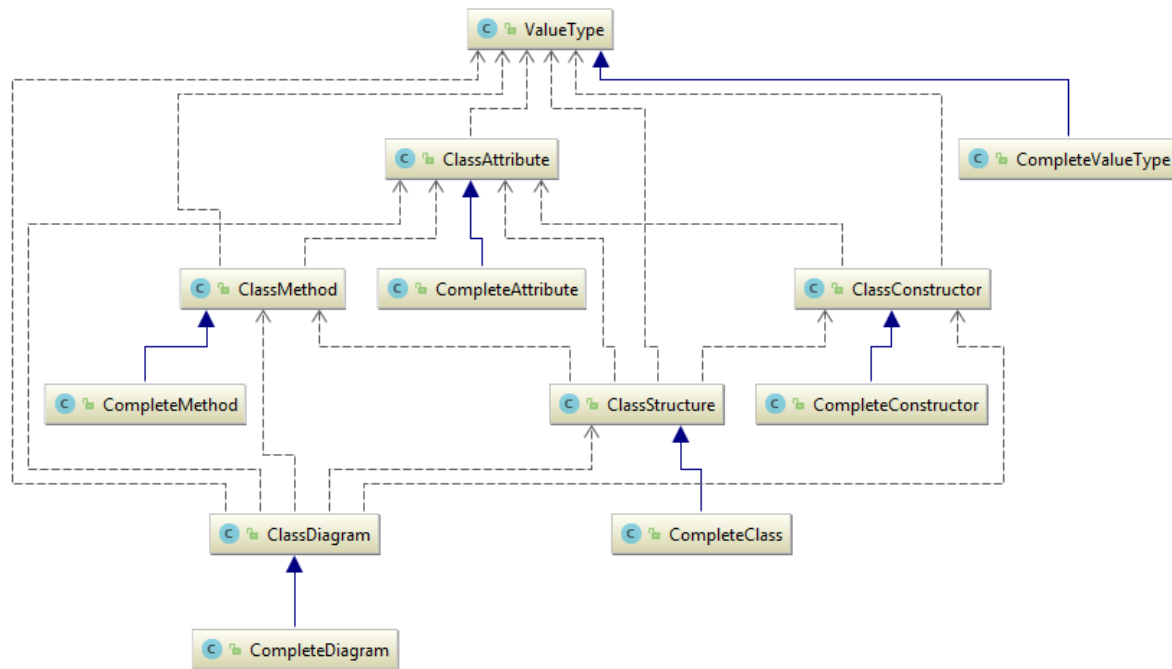 C ValueType
C ClassAttribute
C CompleteValueType
C ClassMethod
C CompleteAttribute
C ClassConstructor
C CompleteMethod
C ClassStructure
C CompleteConstructor
C ClassDiagram
C CompleteClass
C CompleteDiagram